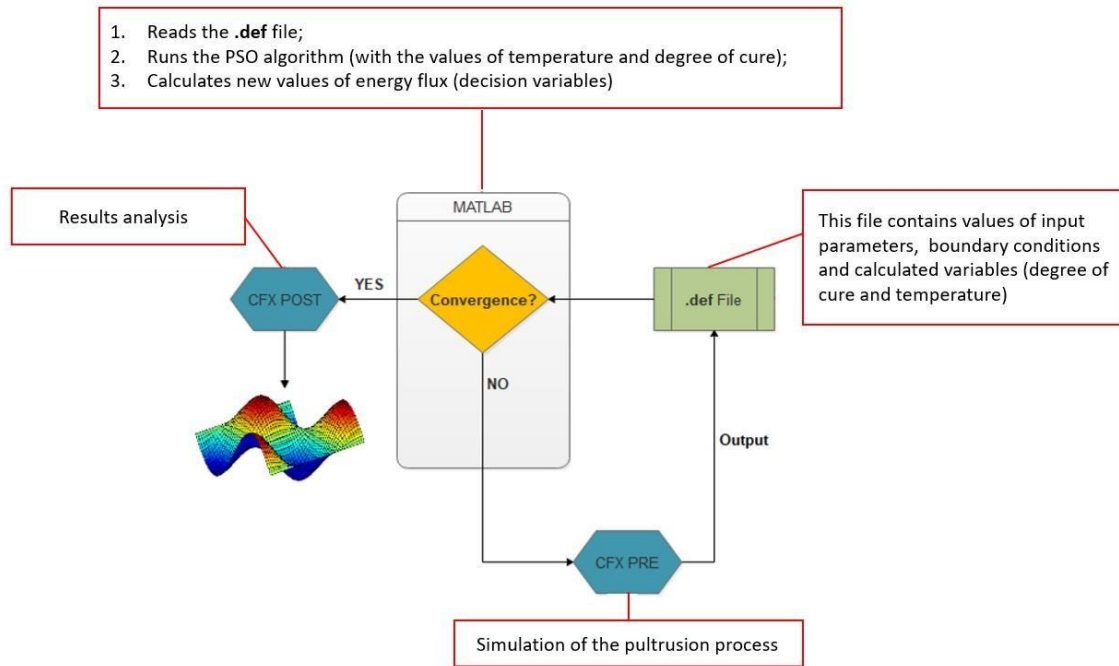 1. Reads the .def file;
2. Runs the PSO algorithm (with the values of temperature and degree of cure);
3. Calculates new values of energy flux (decision variables)
Results analysis
MATLAB
This file contains values of input
parameters, boundary conditions
and calculated variables (degree of
cure and temperature)
CFX POST
YES
Convergence?
.def File
NO
Output
CFX PRE
Simulation of the pultrusion process